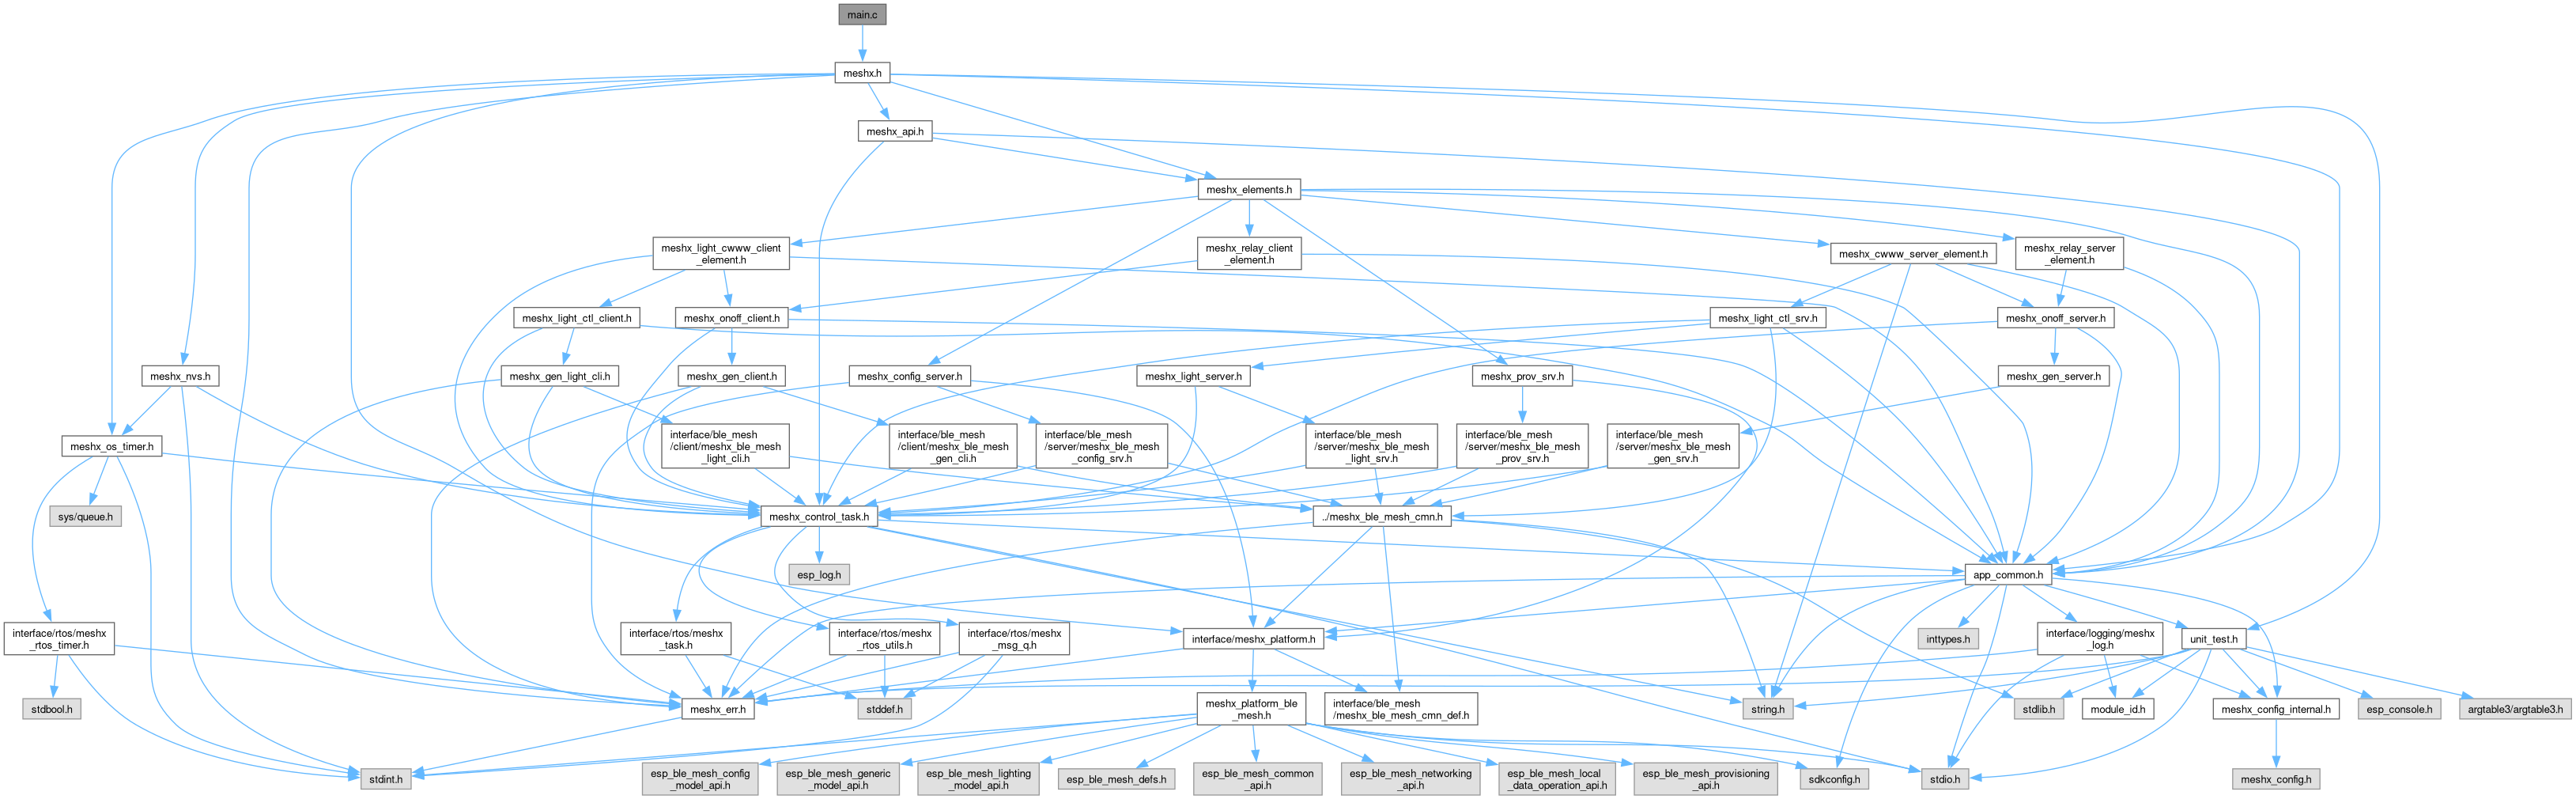 main.c
meshx.h
meshx_api.h
meshx_elements.h
meshx_light_cwww_client
_element.h
meshx_relay_client
_element.h
meshx_cwww_server_element.h
meshx_relay_server
_element.h
meshx_light_ctl_client.h
meshx_onoff_client.h
meshx_light_ctl_srv.h
meshx_onoff_server.h
meshx_nvs.h
meshx_gen_light_cli.h
meshx_gen_client.h
meshx_config_server.h
meshx_light_server.h
meshx_prov_srv.h
meshx_gen_server.h
meshx_os_timer.h
interface/ble_mesh
/client/meshx_ble_mesh
_light_cli.h
interface/ble_mesh
/client/meshx_ble_mesh
_gen_cli.h
interface/ble_mesh
/server/meshx_ble_mesh
_config_srv.h
interface/ble_mesh
/server/meshx_ble_mesh
_light_srv.h
interface/ble_mesh
/server/meshx_ble_mesh
_prov_srv.h
interface/ble_mesh
/server/meshx_ble_mesh
_gen_srv.h
sys/queue.h
meshx_control_task.h
../meshx_ble_mesh_cmn.h
esp_log.h
app_common.h
interface/rtos/meshx
_rtos_timer.h
interface/rtos/meshx
_task.h
interface/rtos/meshx
_rtos_utils.h
interface/rtos/meshx
_msg_q.h
interface/meshx_platform.h
inttypes.h
interface/logging/meshx
_log.h
unit_test.h
stdbool.h
meshx_err.h
stddef.h
meshx_platform_ble
_mesh.h
interface/ble_mesh
/meshx_ble_mesh_cmn_def.h
string.h
stdlib.h
module_id.h
meshx_config_internal.h
esp_console.h
argtable3/argtable3.h
stdint.h
esp_ble_mesh_config
_model_api.h
esp_ble_mesh_generic
_model_api.h
esp_ble_mesh_lighting
_model_api.h
esp_ble_mesh_defs.h
esp_ble_mesh_common
_api.h
esp_ble_mesh_networking
_api.h
esp_ble_mesh_local
_data_operation_api.h
esp_ble_mesh_provisioning
_api.h
sdkconfig.h
stdio.h
meshx_config.h